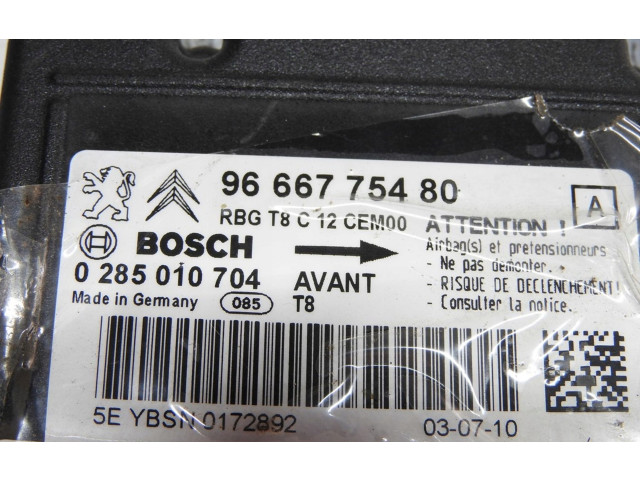 96 667 754 80
A
RBG T8 C 12 CEM00
ATTENTION !
BOSCH
Airbag(s) et pretensionneurs
- Ne pas demonter.
0 285 010 704
AVANT
- RISQUE DE DECLENCHEMENT!
Made in Germany
085
T8
- Consulter la notice.
5E YBSN 0172892
03-07-10